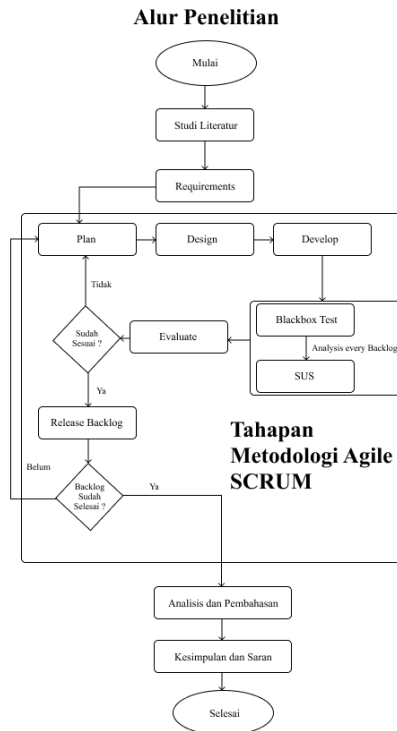 Alur Penelitian
Mulai
Studi Literatur
Requirements
Plan
Design
Develop
Tidak
Blackbox Test
Analysis every Backlog
SUS
Evaluate
Sudah
Sesuai ?
Ya
Release Backlog
Tahapan
Metodologi Agile
SCRUM
Belum
Backlog
Sudah
Selesai ?
Ya
Analisis dan Pembahasan
Kesimpulan dan Saran
Selesai